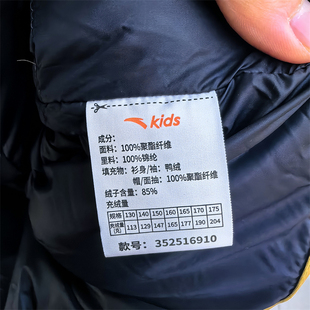 kids
成分:
面料: 100%聚酯纤维
里料: 100%锦纶
填充物: 衫身/袖: 鸭绒
帽/面抽: 100%聚酯纤维
绒子含量: 85%
充绒量
规格 130 140 150 160 165 170 175
充绒量(克) 113 129 147 165 177 190 204
款号: 352516910